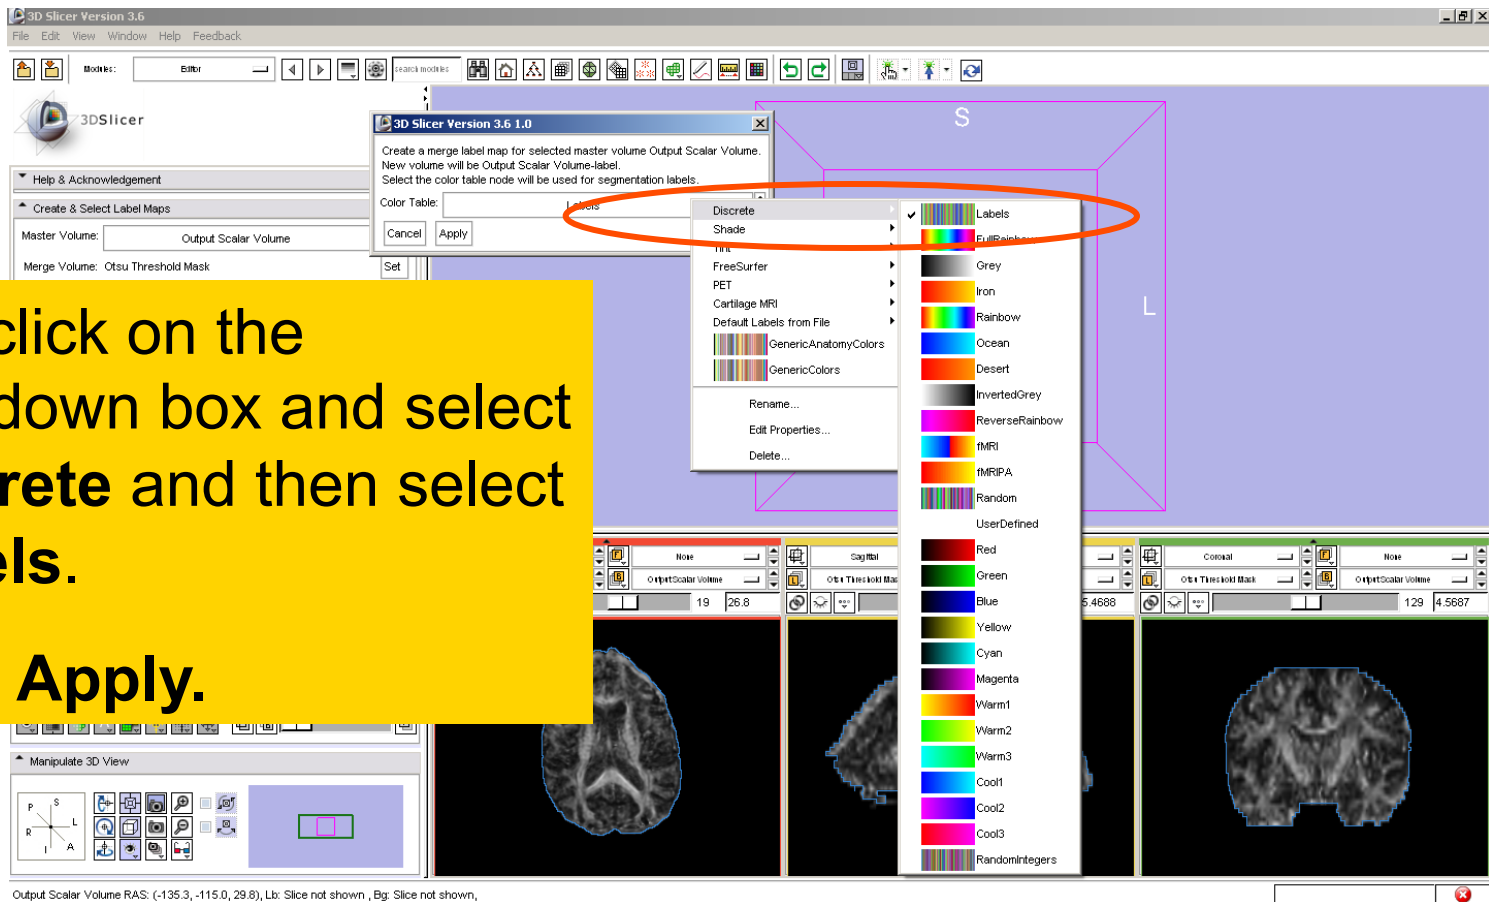 3D Slicer Version 3.6
File Edit View Window Help Feedback
Modules: Editor search modules
3DSlicer
Help & Acknowledgement
Create & Select Label Maps
Master Volume: Output Scalar Volume
Merge Volume: Otsu Threshold Mask Set
3D Slicer Version 3.6 1.0
Create a merge label map for selected master volume Output Scalar Volume.
New volume will be Output Scalar Volume-label.
Select the color table node will be used for segmentation labels.
Color Table: Labels
Cancel Apply
Discrete
Shade
Tint
FreeSurfer
PET
Cartilage MRI
Default Labels from File
GenericAnatomyColors
GenericColors
Rename...
Edit Properties...
Delete...
Labels
FullRainbow
Grey
Iron
Rainbow
Ocean
Desert
InvertedGrey
ReverseRainbow
fMRI
fMRIPA
Random
UserDefined
Red
Green
Blue
Yellow
Cyan
Magenta
Warm1
Warm2
Warm3
Cool1
Cool2
Cool3
RandomIntegers
S
L
click on the
down box and select
rete and then select
els.
Apply.
None
Output Scalar Volume
19 26.8
Sagittal
Otsu Threshold Mas
5.4688
Coronal None
Otsu Threshold Mask Output Scalar Volume
129 4.5687
Manipulate 3D View
P S
R L
I A
Output Scalar Volume RAS: (-135.3, -115.0, 29.8), Lb: Slice not shown , Bg: Slice not shown,